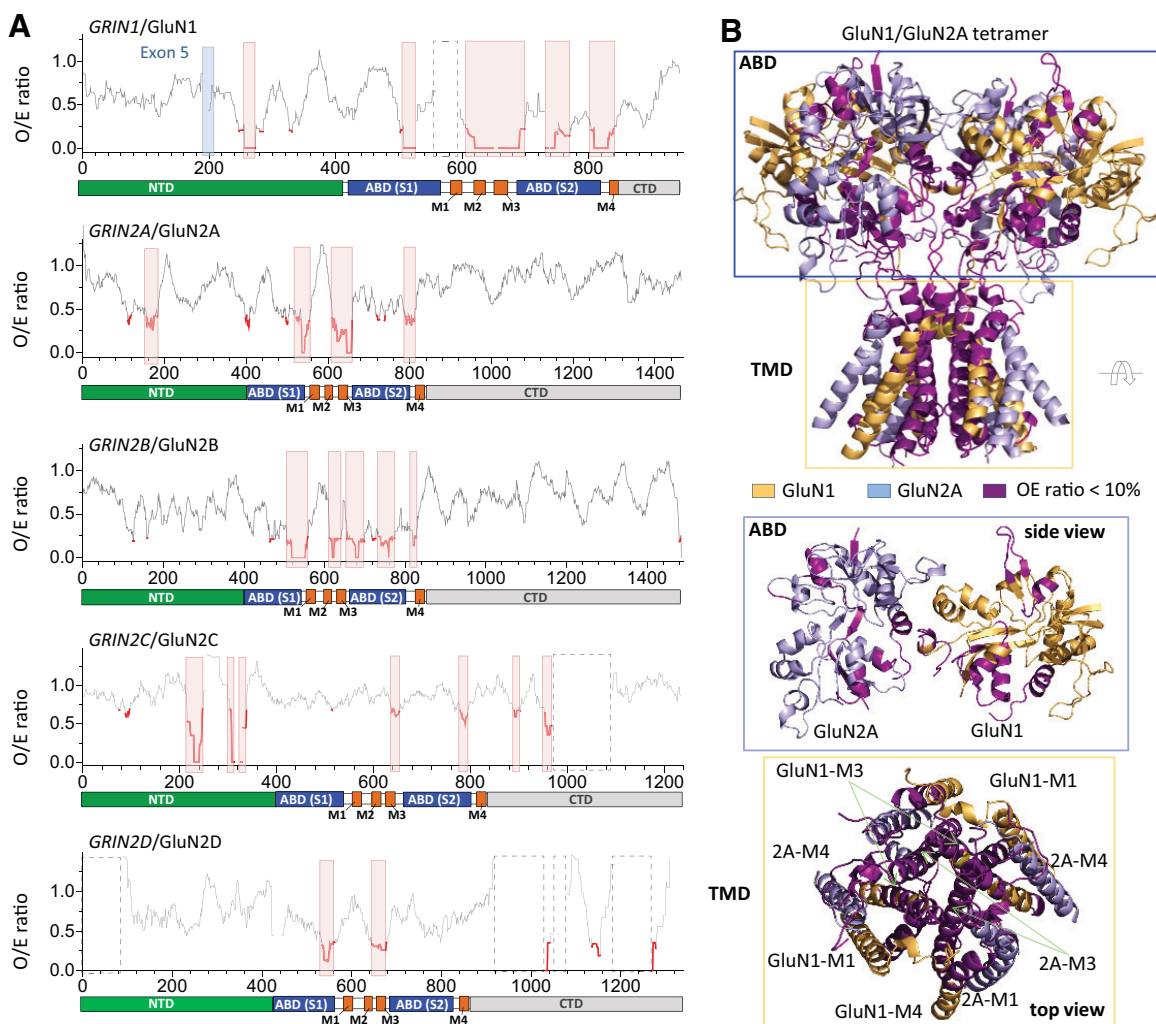 A
GRIN1/GluN1
Exon 5
O/E ratio
1.0
0.5
0.0
0 200 400 600 800
NTD ABD (S1) ABD (S2) CTD
M1 M2 M3 M4
GRIN2A/GluN2A
O/E ratio
1.0
0.5
0.0
0 200 400 600 800 1000 1200 1400
NTD ABD (S1) ABD (S2) CTD
M1 M2 M3 M4
GRIN2B/GluN2B
O/E ratio
1.0
0.5
0.0
0 200 400 600 800 1000 1200 1400
NTD ABD (S1) ABD (S2) CTD
M1 M2 M3 M4
GRIN2C/GluN2C
O/E ratio
1.0
0.5
0.0
0 200 400 600 800 1000 1200
NTD ABD (S1) ABD (S2) CTD
M1 M2 M3 M4
GRIN2D/GluN2D
O/E ratio
1.0
0.5
0.0
0 200 400 600 800 1000 1200
NTD ABD (S1) ABD (S2) CTD
M1 M2 M3 M4
B
GluN1/GluN2A tetramer
ABD
TMD
GluN1 GluN2A OE ratio < 10%
ABD side view
GluN2A GluN1
GluN1-M3 GluN1-M1
2A-M4 2A-M4
TMD
GluN1-M1 2A-M3
GluN1-M4 2A-M1 top view